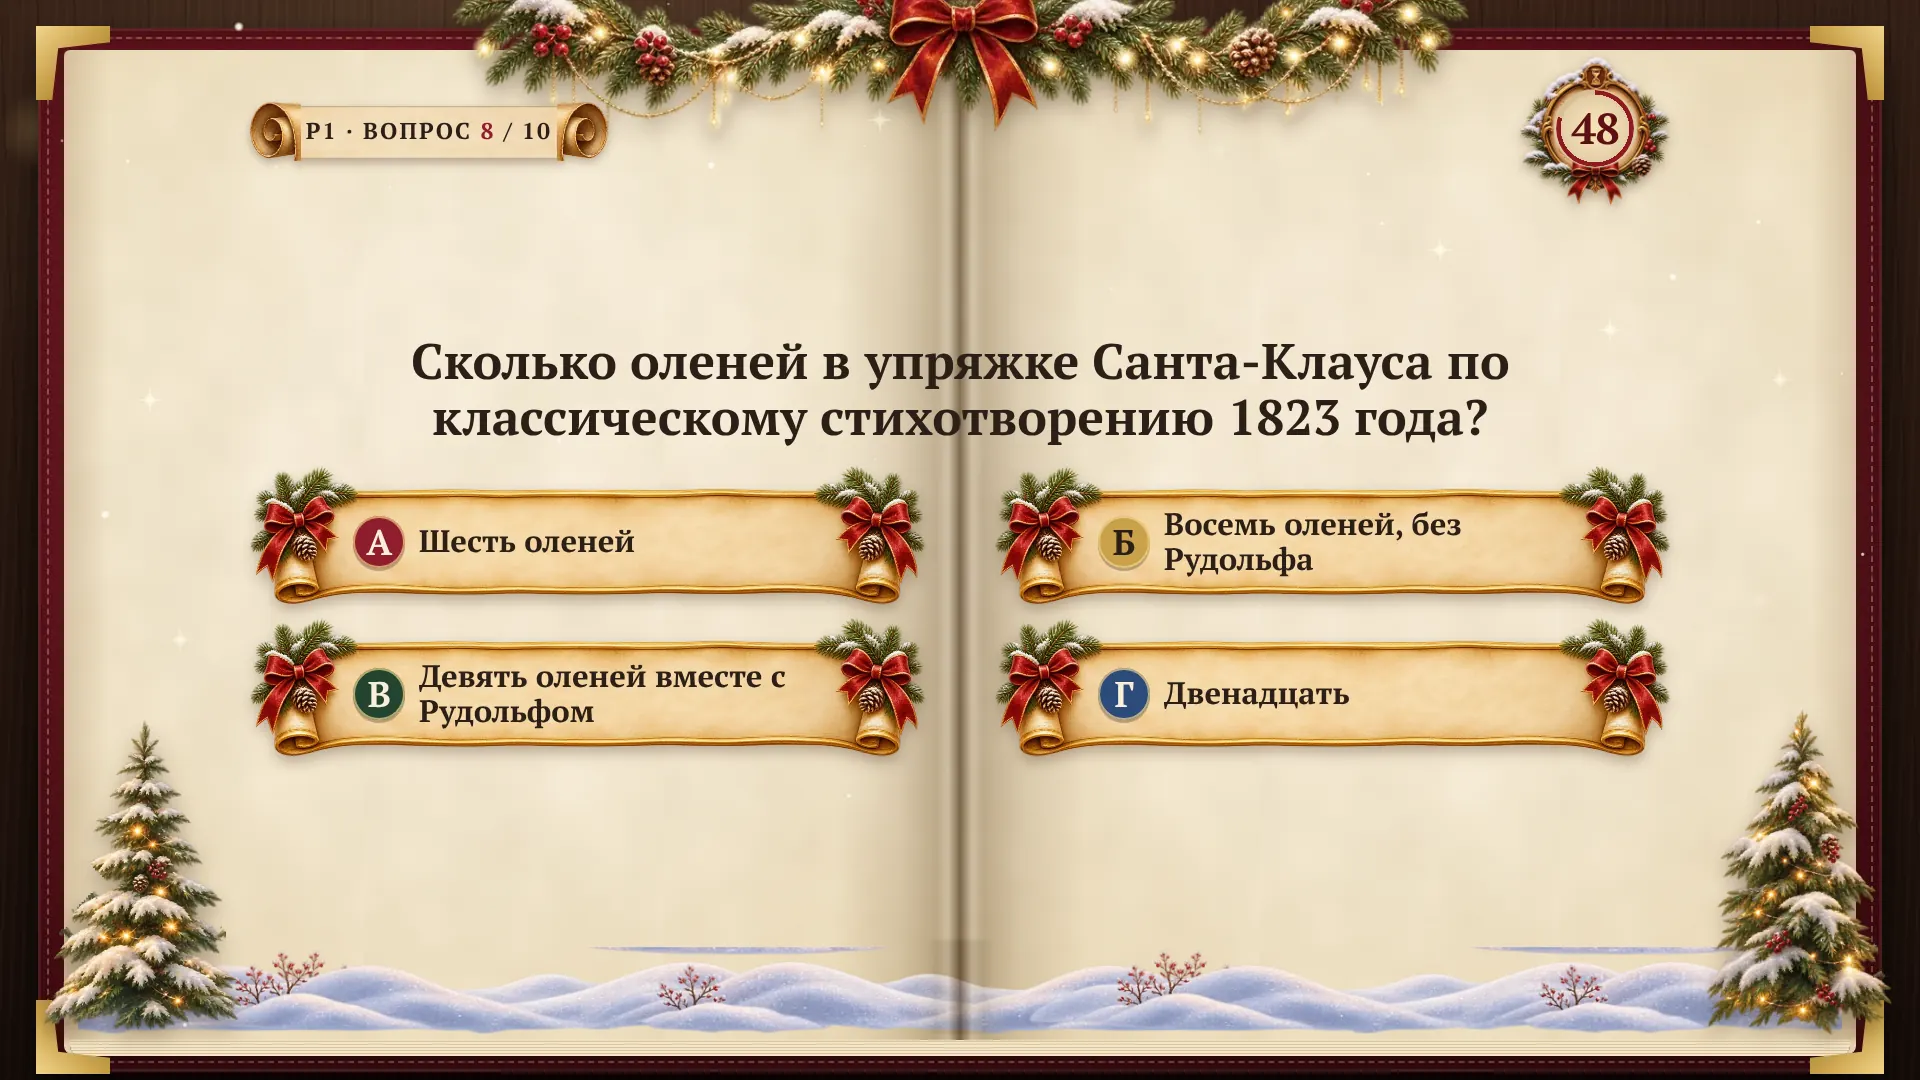 Р1 · ВОПРОС 8 / 10
48
Сколько оленей в упряжке Санта-Клауса по
классическому стихотворению 1823 года?
А Шесть оленей
Б Восемь оленей, без
Рудольфа
В Девять оленей вместе с
Рудольфом
Г Двенадцать